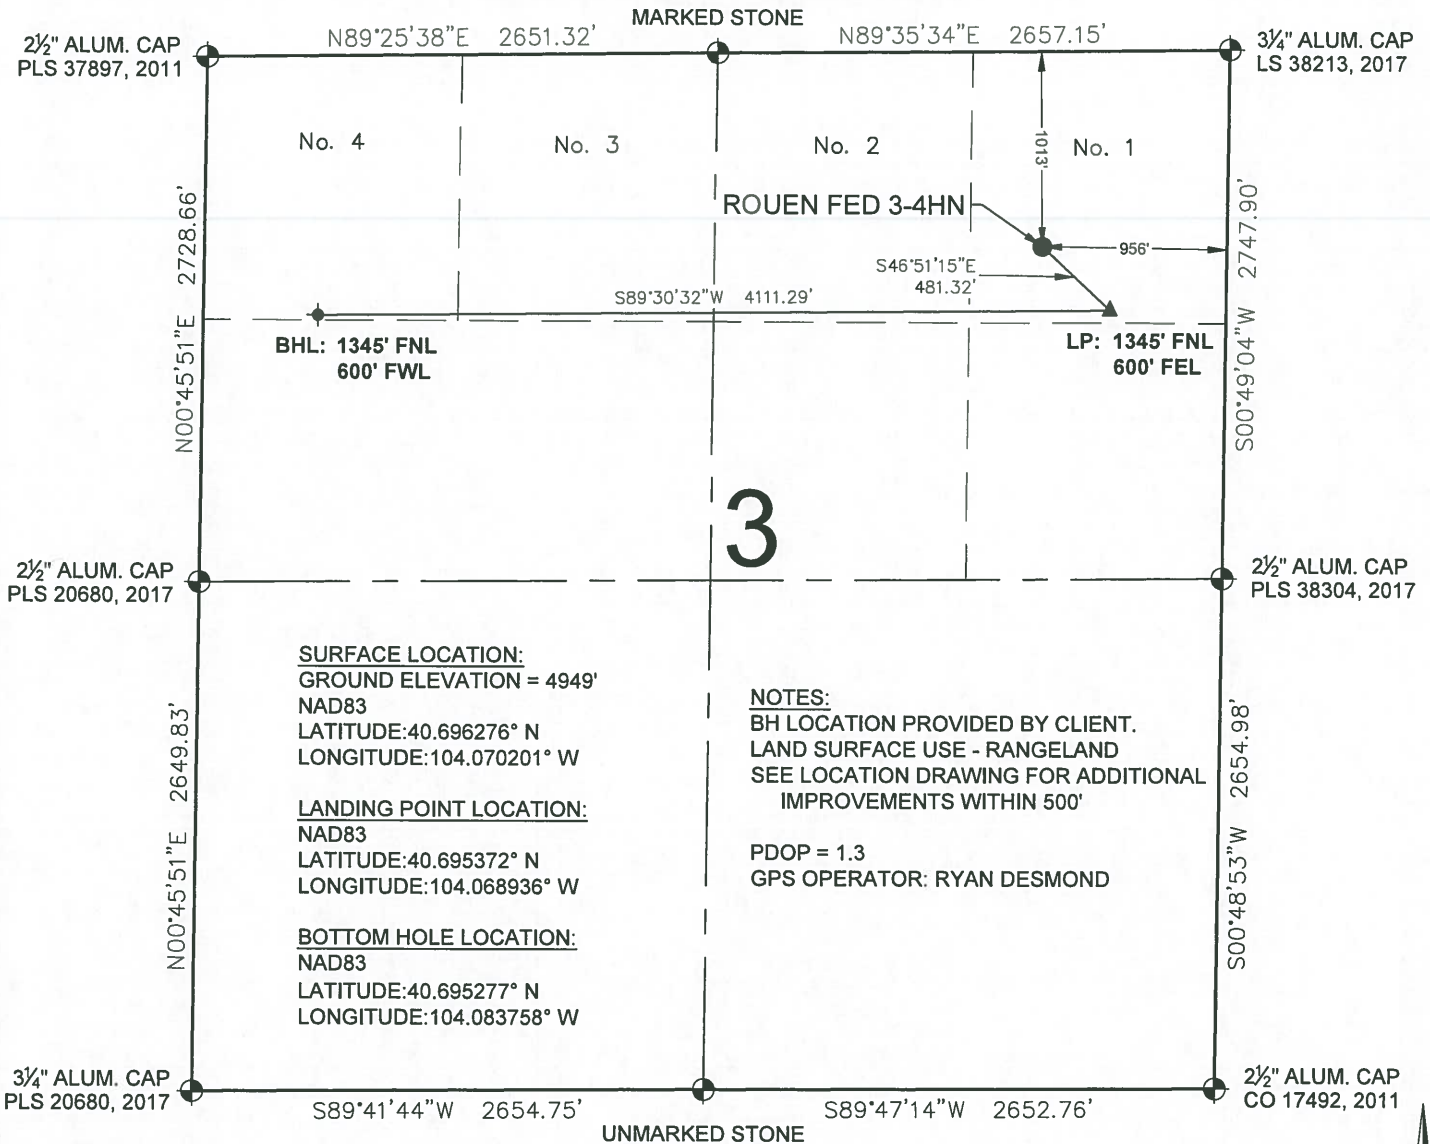 MARKED STONE
N89°25'38"E 2651.32'
N89°35'34"E 2657.15'
2½" ALUM. CAP
PLS 37897, 2011
3¼" ALUM. CAP
LS 38213, 2017
No. 4
No. 3
No. 2
No. 1
1013'
ROUEN FED 3-4HN
956'
S46°51'15"E
481.32'
S89°30'32"W 4111.29'
BHL: 1345' FNL
600' FWL
LP: 1345' FNL
600' FEL
N00°45'51"E 2728.66'
S00°49'04"W 2747.90'
3
2½" ALUM. CAP
PLS 20680, 2017
2½" ALUM. CAP
PLS 38304, 2017
SURFACE LOCATION:
GROUND ELEVATION = 4949'
NAD83
LATITUDE:40.696276° N
LONGITUDE:104.070201° W
LANDING POINT LOCATION:
NAD83
LATITUDE:40.695372° N
LONGITUDE:104.068936° W
BOTTOM HOLE LOCATION:
NAD83
LATITUDE:40.695277° N
LONGITUDE:104.083758° W
NOTES:
BH LOCATION PROVIDED BY CLIENT.
LAND SURFACE USE - RANGELAND
SEE LOCATION DRAWING FOR ADDITIONAL
IMPROVEMENTS WITHIN 500'
PDOP = 1.3
GPS OPERATOR: RYAN DESMOND
N00°45'51"E 2649.83'
S00°48'53"W 2654.98'
3¼" ALUM. CAP
PLS 20680, 2017
2½" ALUM. CAP
CO 17492, 2011
S89°41'44"W 2654.75'
S89°47'14"W 2652.76'
UNMARKED STONE